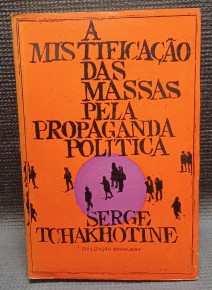 A
MISTIFICAÇÃO
DAS
MASSAS
PELA
PROPAGANDA
POLÍTICA
SERGE
TCHAKHOTINE
CIVILIZAÇÃO BRASILEIRA